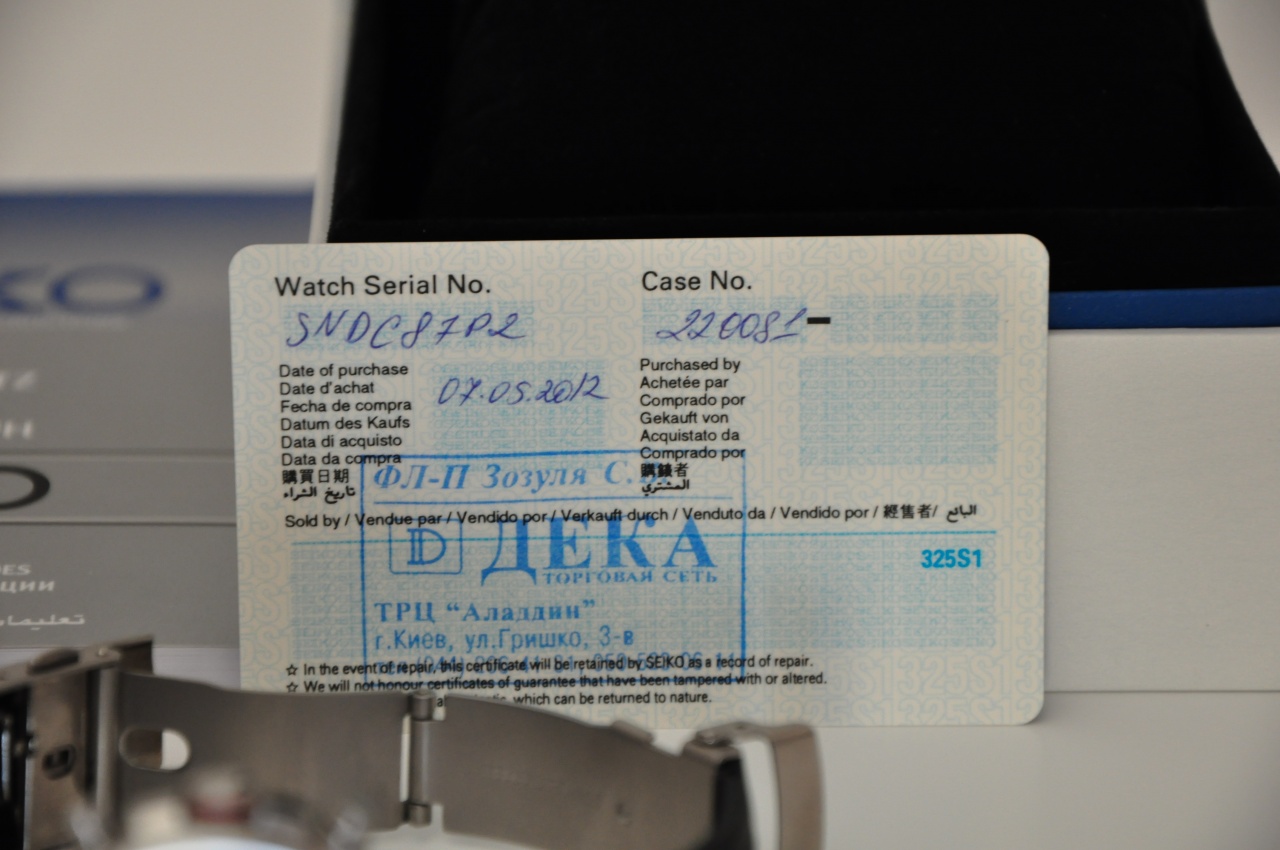 KO
Watch Serial No.
SNDC87P2
Case No.
220081
Date of purchase
Date d'achat
Fecha de compra
Datum des Kaufs
Data di acquisto
Data da compra
購買日期
تاريخ الشراء
07.05.2012
Purchased by
Achetée par
Comprado por
Gekauft von
Acquistato da
Comprado por
購錶者
المشتري
ФЛ-П Зозуля С.
Sold by / Vendue par / Vendido por / Verkauft durch / Venduto da / Vendido por / 經售者/ البائع
D ДЕКА
ТОРГОВАЯ СЕТЬ
325S1
ТРЦ "Аладдин"
г.Киев, ул.Гришко, 3-в
☆ In the event of repair, this certificate will be retained by SEIKO as a record of repair.
☆ We will not honour certificates of guarantee that have been tampered with or altered.
which can be returned to nature.